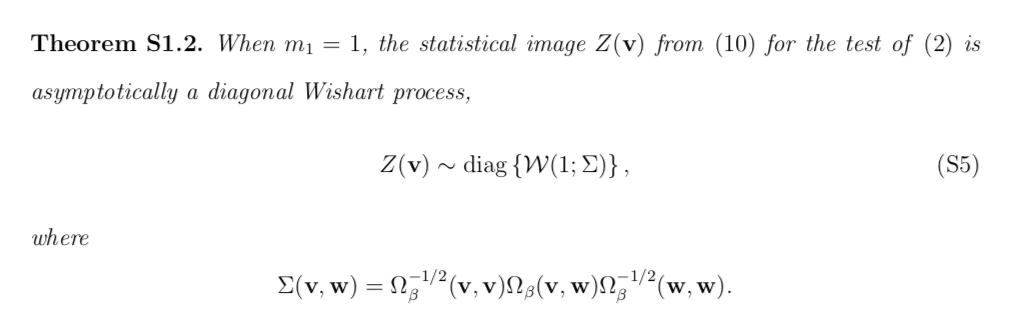 Theorem S1.2. When m₁ = 1, the statistical image Z(v) from (10) for the test of (2) is
asymptotically a diagonal Wishart process,
Z(v) ∼ diag {𝒲(1; Σ)} , (S5)
where
Σ(v, w) = Ω_β^{−1/2}(v, v)Ω_β(v, w)Ω_β^{−1/2}(w, w).